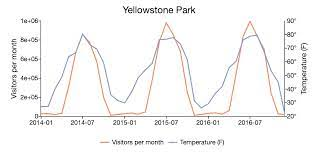 Yellowstone Park
1e+06
8e+05
6e+05
4e+05
2e+05
0e+00
Visitors per month
90°
80°
70°
60°
50°
40°
30°
20°
Temperature (F)
2014-01 2014-07 2015-01 2015-07 2016-01 2016-07
Visitors per month Temperature (F)